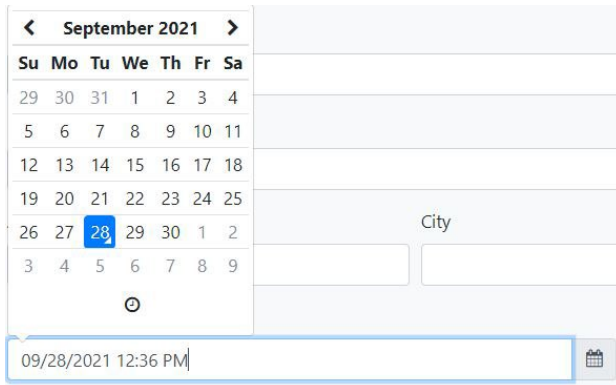 September 2021
Su Mo Tu We Th Fr Sa
29 30 31 1 2 3 4
5 6 7 8 9 10 11
12 13 14 15 16 17 18
19 20 21 22 23 24 25
26 27 28 29 30 1 2
3 4 5 6 7 8 9
City
09/28/2021 12:36 PM